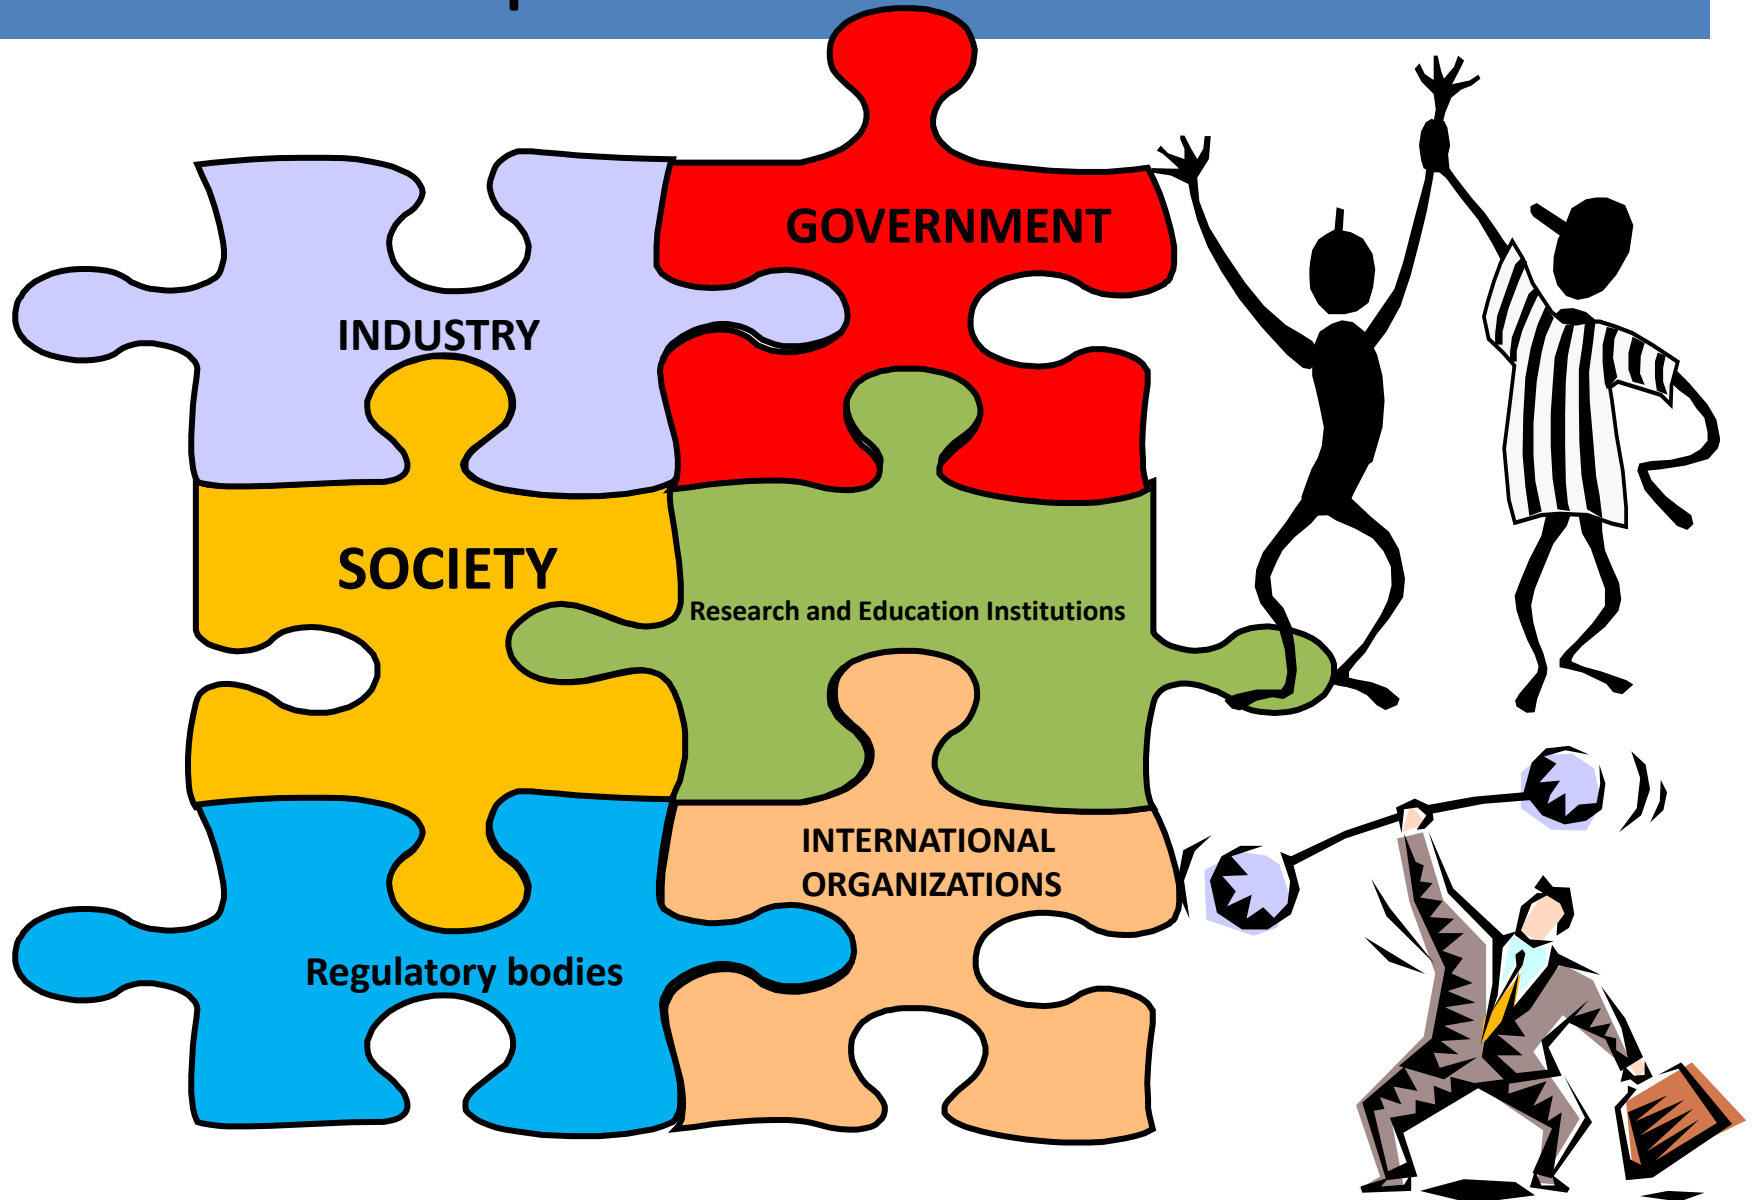 INDUSTRY
GOVERNMENT
SOCIETY
Research and Education Institutions
Regulatory bodies
INTERNATIONAL
ORGANIZATIONS